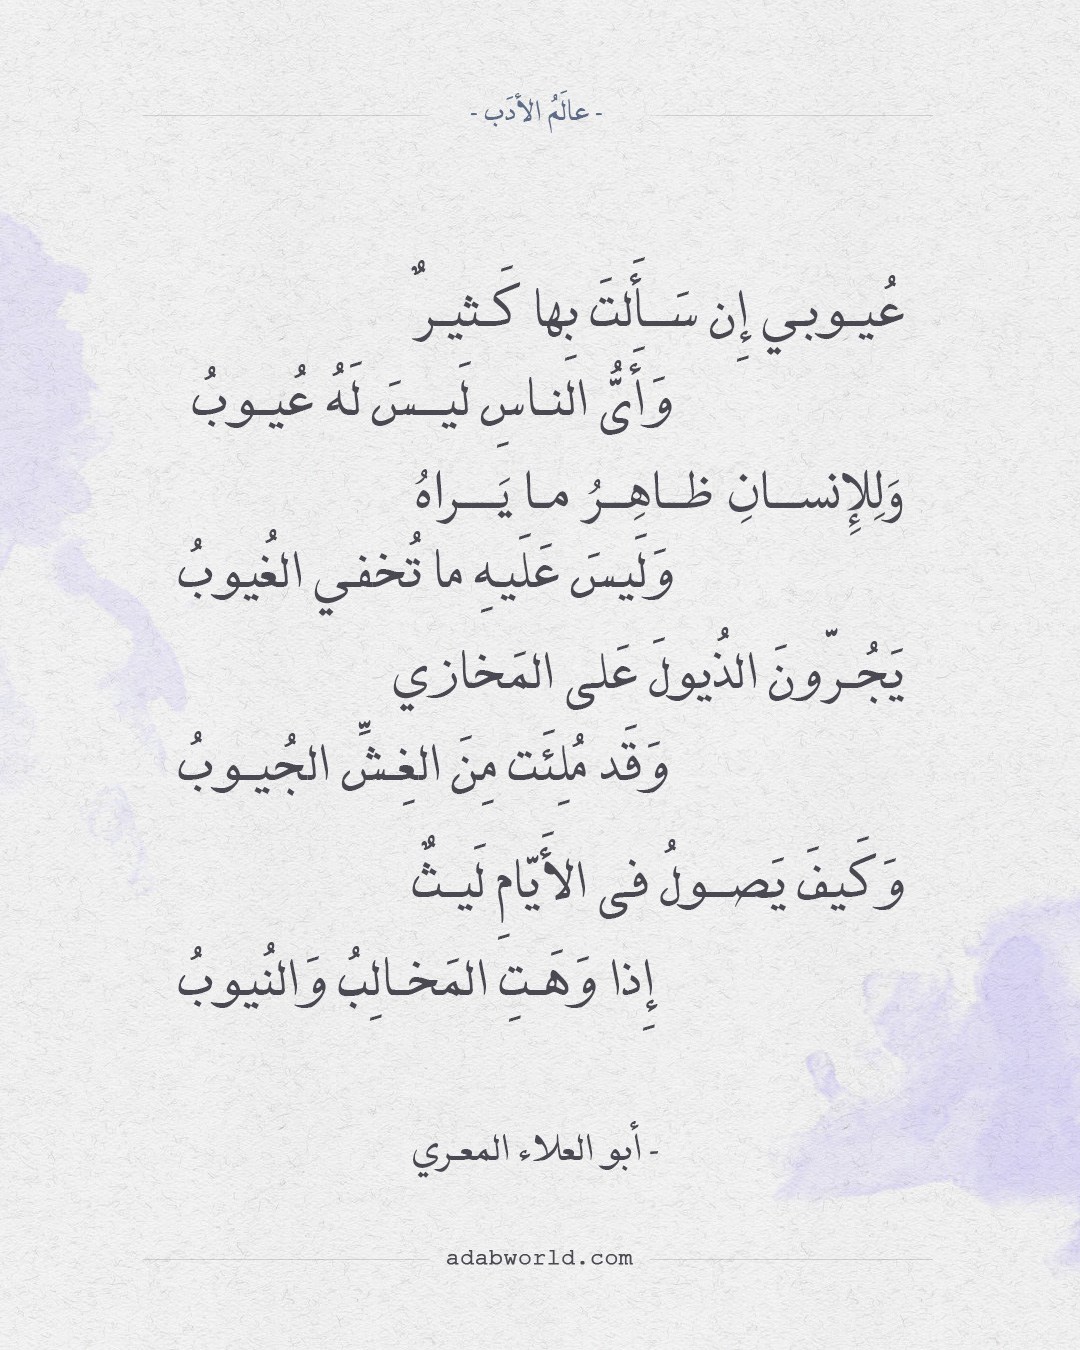 - عالَمُ الأدَب -
عُيوبي إِن سَأَلتَ بِها كَثيرٌ
وَأَىُّ الناسِ لَيسَ لَهُ عُيوبُ
وَلِلإِنسانِ ظاهِرُ ما يَراهُ
وَلَيسَ عَلَيهِ ما تُخفي الغُيوبُ
يَجُرّونَ الذُيولَ عَلى المَخازي
وَقَد مُلِئَت مِنَ الغِشِّ الجُيوبُ
وَكَيفَ يَصولُ فى الأَيّامِ لَيثٌ
إِذا وَهَتِ المَخالِبُ وَالنُيوبُ
- أبو العلاء المعري
adabworld.com